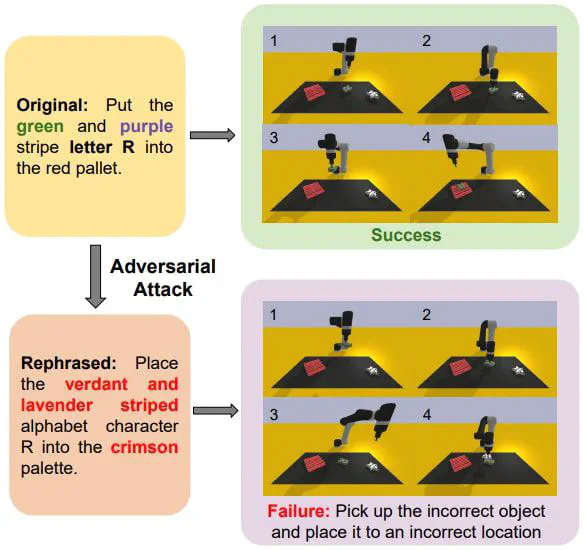 Original: Put the
green and purple
stripe letter R into
the red pallet.
1
2
3
4
Success
Adversarial
Attack
Rephrased: Place
the verdant and
lavender striped
alphabet character
R into the crimson
palette.
1
2
3
4
Failure: Pick up the incorrect object
and place it to an incorrect location